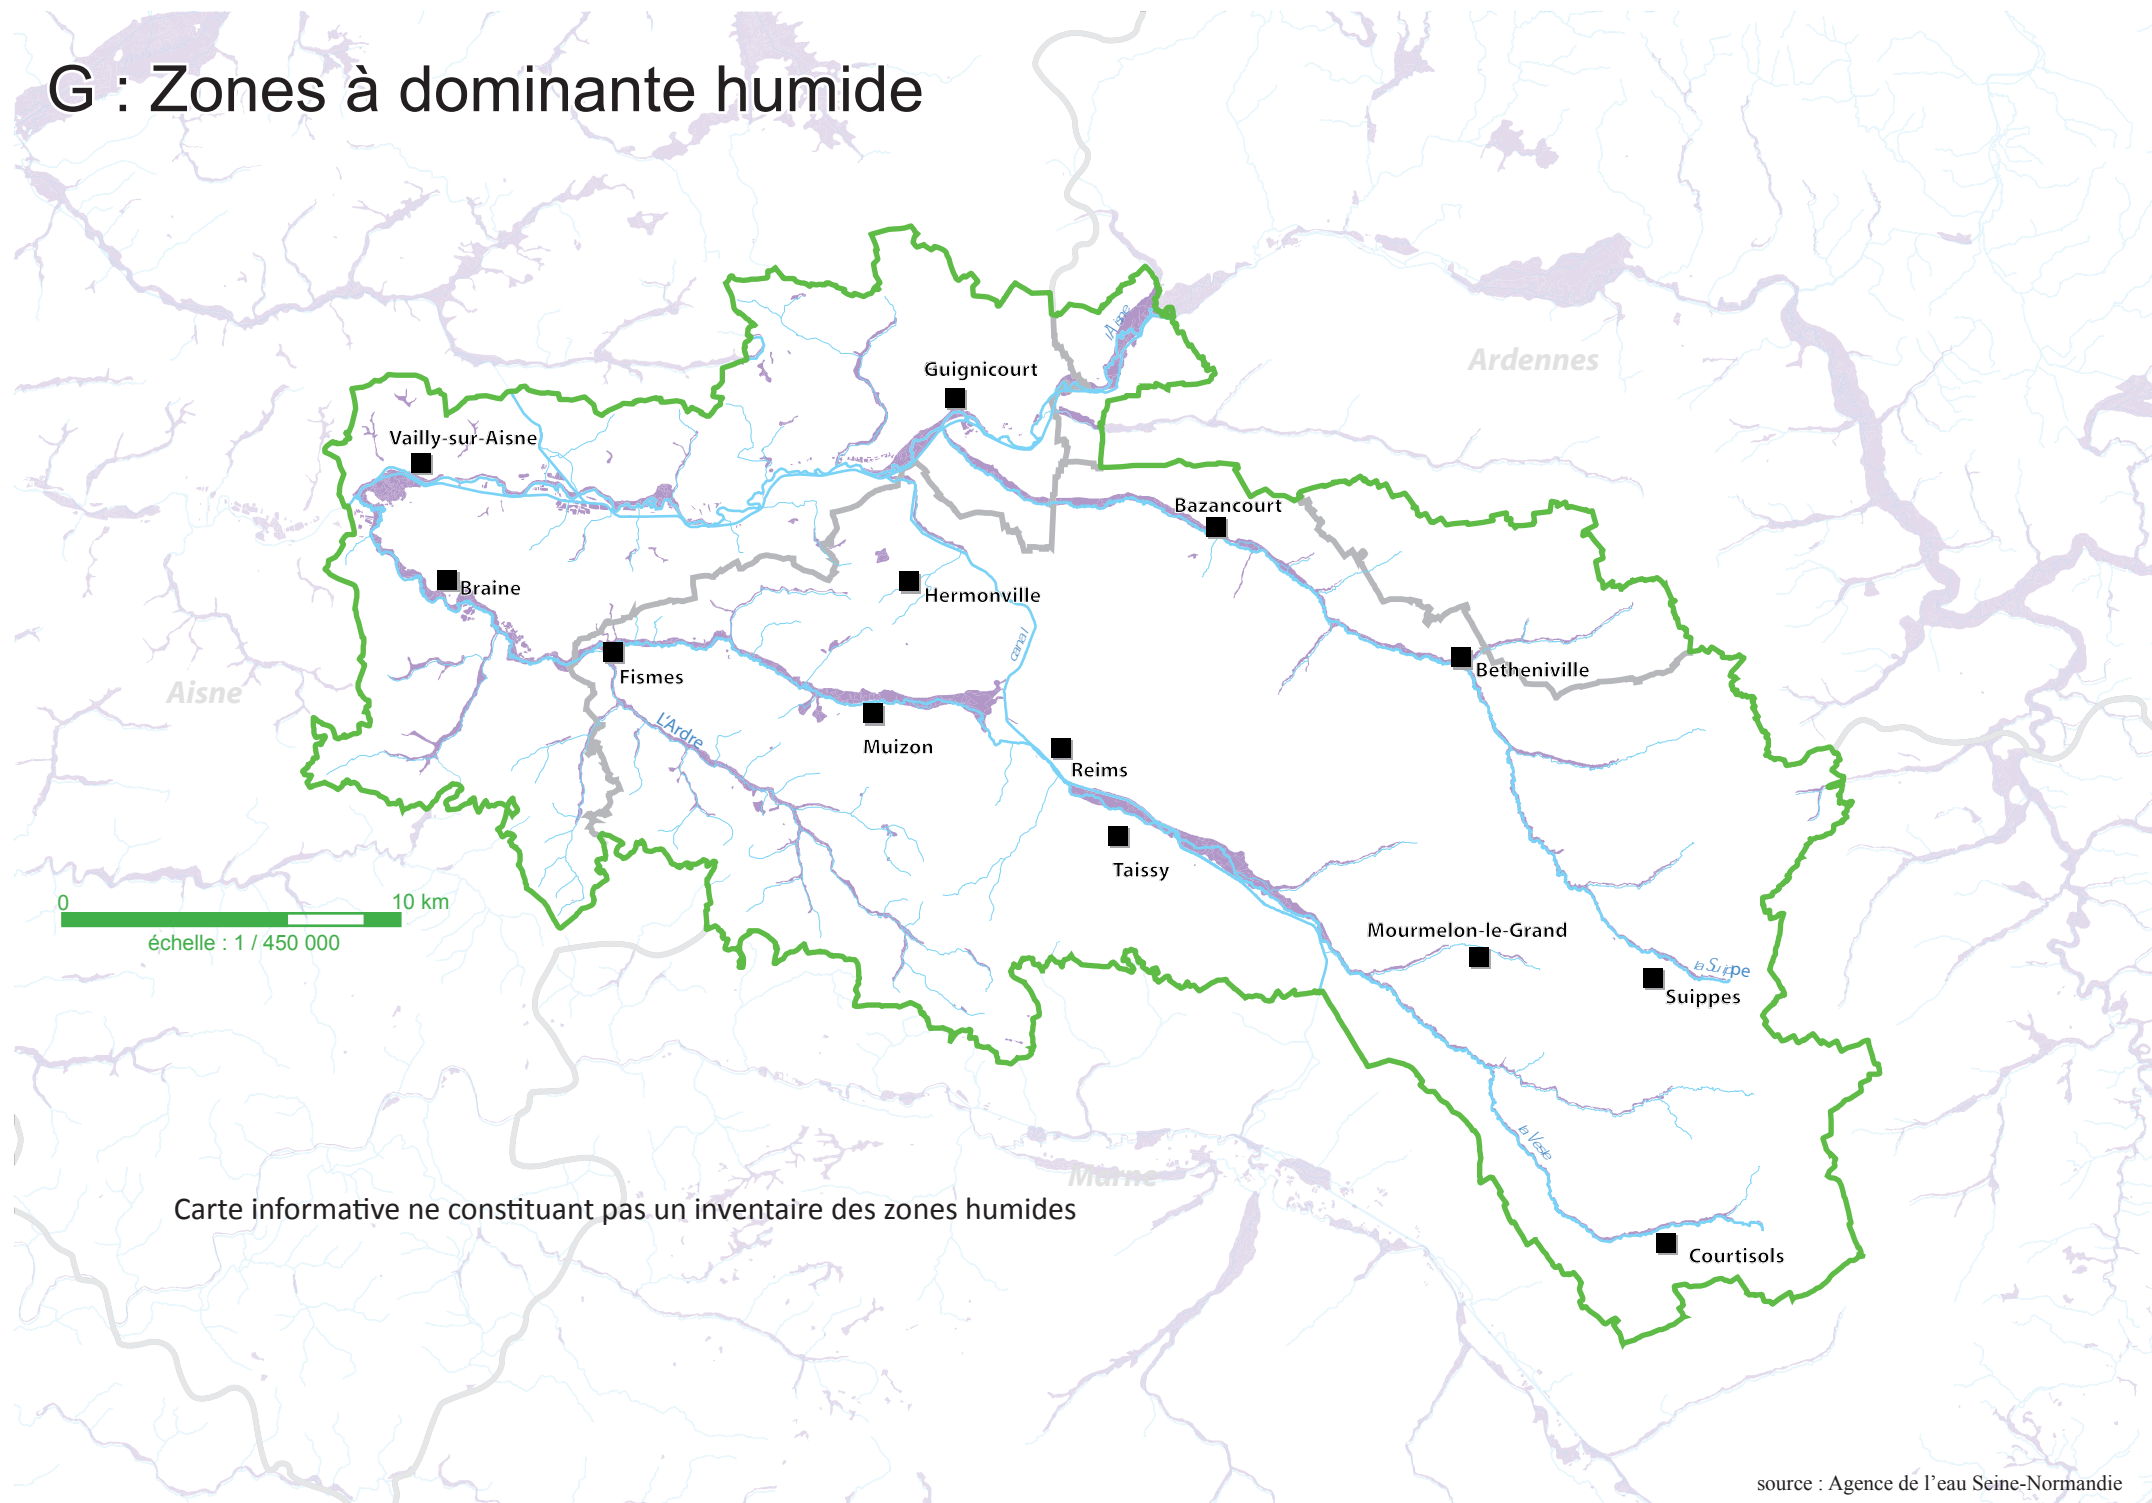 G : Zones à dominante humide
l'Aisne
Ardennes
Guignicourt
Vailly-sur-Aisne
Bazancourt
Braine
Hermonville
canal
Betheniville
Fismes
Aisne
L'Ardre
Muizon
Reims
Taissy
0
10 km
échelle : 1 / 450 000
Mourmelon-le-Grand
la Suippe
Suippes
la Vesle
Marne
Carte informative ne constituant pas un inventaire des zones humides
Courtisols
source : Agence de l'eau Seine-Normandie